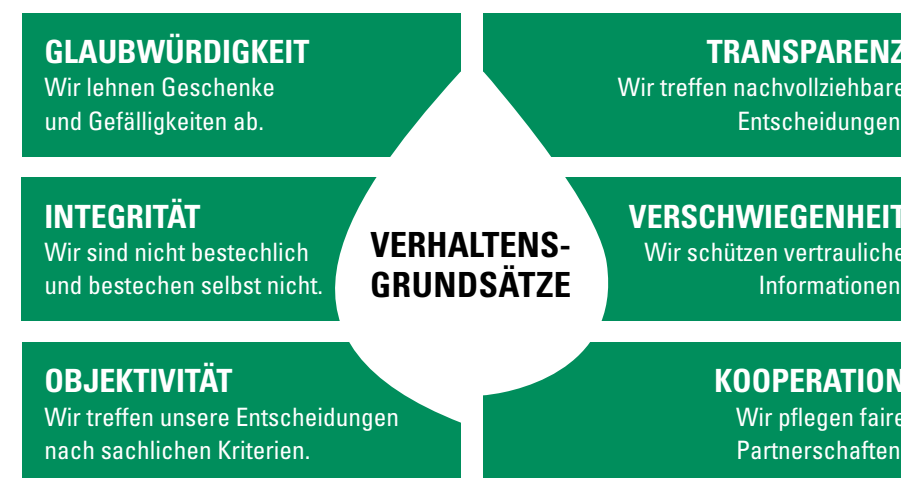 GLAUBWÜRDIGKEIT
Wir lehnen Geschenke
und Gefälligkeiten ab.
TRANSPARENZ
Wir treffen nachvollziehbare
Entscheidungen
INTEGRITÄT
Wir sind nicht bestechlich
und bestechen selbst nicht.
VERHALTENS-
GRUNDSÄTZE
VERSCHWIEGENHEIT
Wir schützen vertrauliche
Informationen
OBJEKTIVITÄT
Wir treffen unsere Entscheidungen
nach sachlichen Kriterien.
KOOPERATION
Wir pflegen faire
Partnerschaften